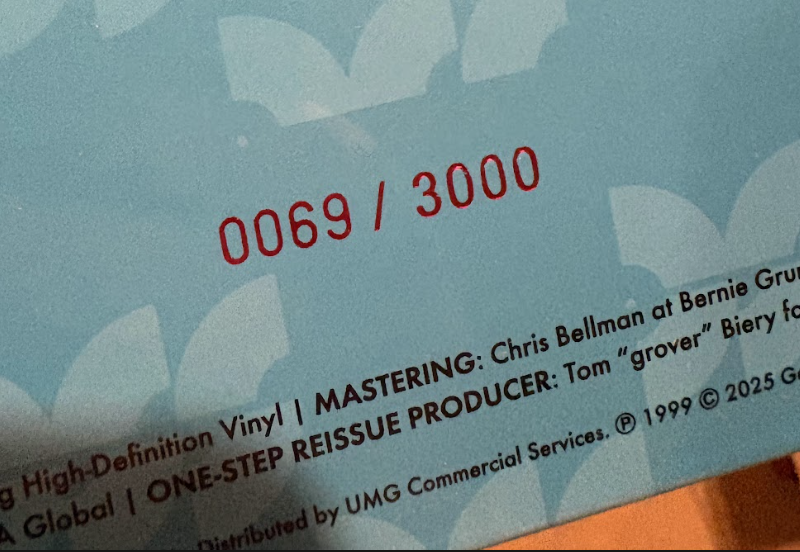 0069 / 3000
g High-Definition Vinyl | MASTERING: Chris Bellman at Bernie
A Global | ONE-STEP REISSUE PRODUCER: Tom “grover” Biery
Distributed by UMG Commercial Services. ℗ 1999 © 2025